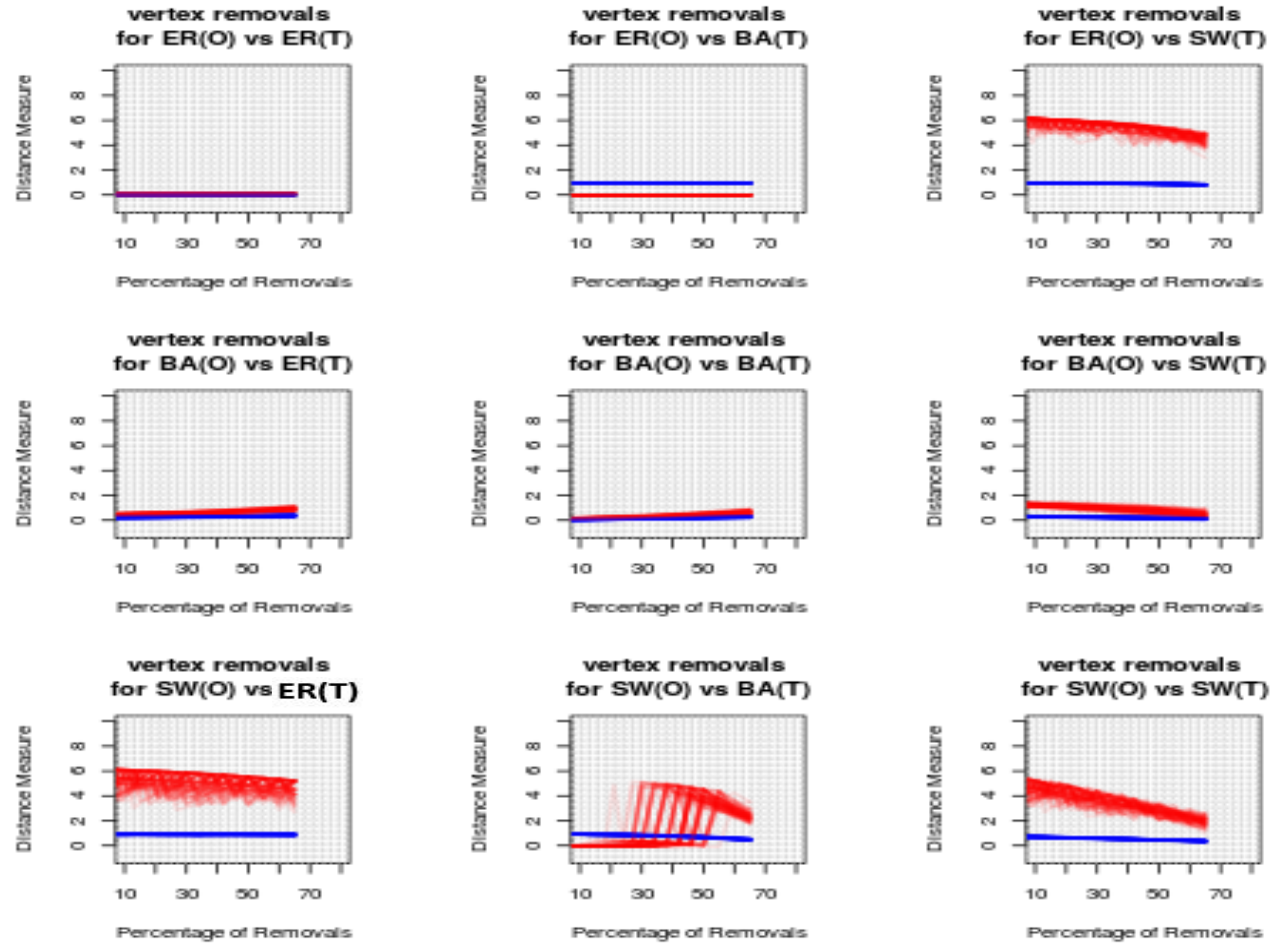 vertex removals
for ER(O) vs ER(T)
Distance Measure
0 2 4 6 8
10 30 50 70
Percentage of Removals
vertex removals
for ER(O) vs BA(T)
Distance Measure
0 2 4 6 8
10 30 50 70
Percentage of Removals
vertex removals
for ER(O) vs SW(T)
Distance Measure
0 2 4 6 8
10 30 50 70
Percentage of Removals
vertex removals
for BA(O) vs ER(T)
Distance Measure
0 2 4 6 8
10 30 50 70
Percentage of Removals
vertex removals
for BA(O) vs BA(T)
Distance Measure
0 2 4 6 8
10 30 50 70
Percentage of Removals
vertex removals
for BA(O) vs SW(T)
Distance Measure
0 2 4 6 8
10 30 50 70
Percentage of Removals
vertex removals
for SW(O) vs ER(T)
Distance Measure
0 2 4 6 8
10 30 50 70
Percentage of Removals
vertex removals
for SW(O) vs BA(T)
Distance Measure
0 2 4 6 8
10 30 50 70
Percentage of Removals
vertex removals
for SW(O) vs SW(T)
Distance Measure
0 2 4 6 8
10 30 50 70
Percentage of Removals